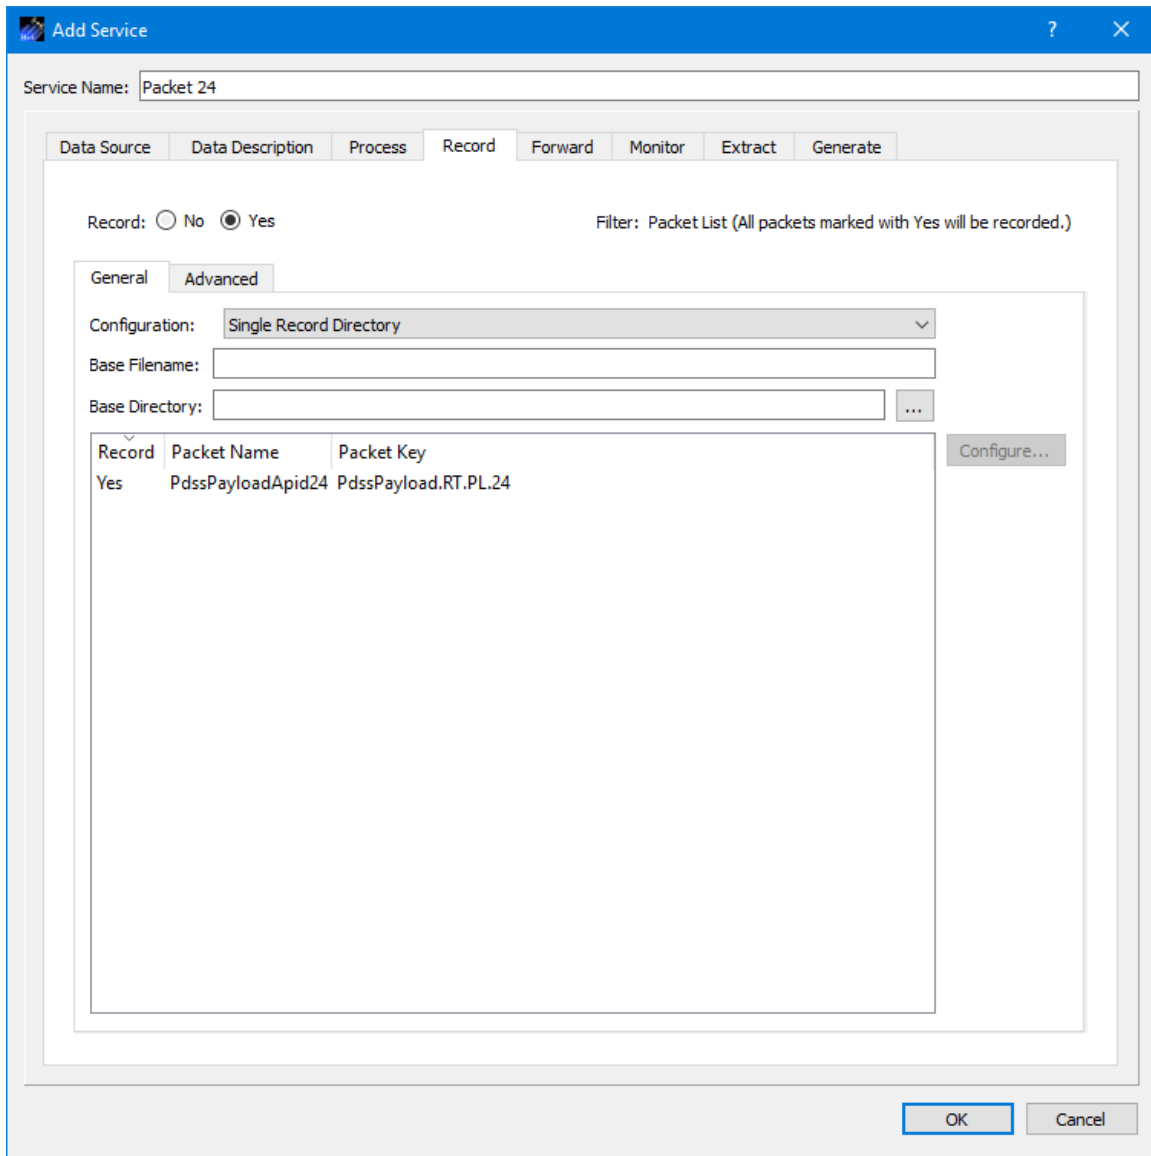 Add Service
?
Service Name: Packet 24
Data Source Data Description Process Record Forward Monitor Extract Generate
Record: No Yes Filter: Packet List (All packets marked with Yes will be recorded.)
General Advanced
Configuration: Single Record Directory
Base Filename:
Base Directory: ...
Record Packet Name Packet Key Configure...
Yes PdssPayloadApid24 PdssPayload.RT.PL.24
OK Cancel